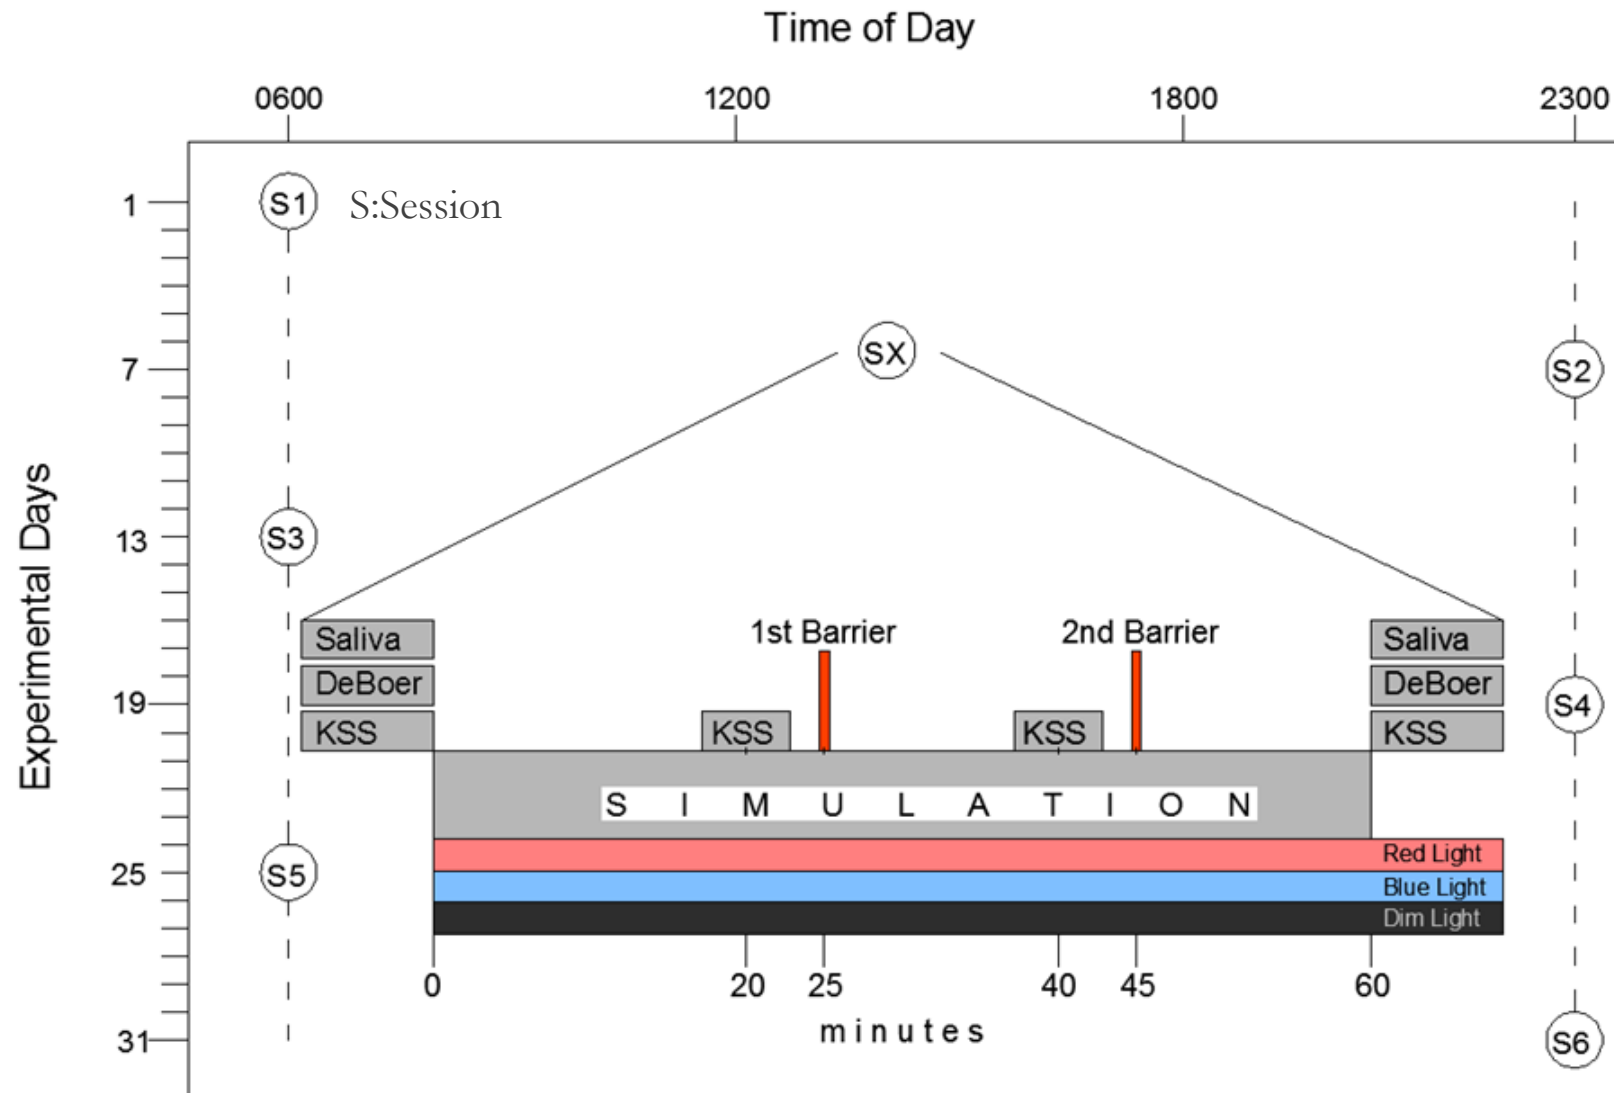 Time of Day
0600 1200 1800 2300
Experimental Days
1 S1 S:Session
SX
7 S2
13 S3
1st Barrier 2nd Barrier
Saliva Saliva
DeBoer DeBoer
19 S4
KSS KSS KSS KSS
S I M U L A T I O N
Red Light
25 S5 Blue Light
Dim Light
0 20 25 40 45 60
minutes
31 S6